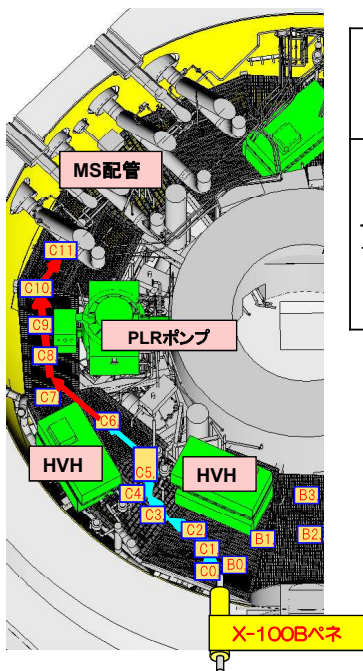 MS配管
C11
C10
C9
PLRポンプ
C8
C7
C6
HVH
HVH
C5
C4
B3
C3
C2
B2
B1
C1
B0
C0
X-100Bペネ